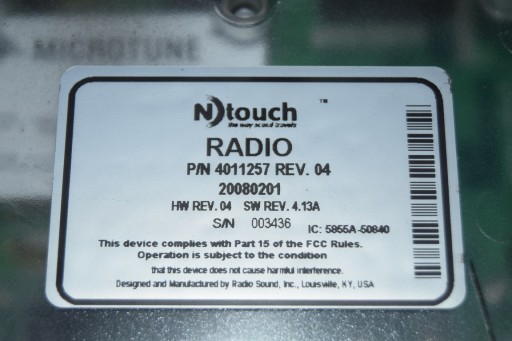 MICROTUNE
N)touch ™
the way sound travels
RADIO
P/N 4011257 REV. 04
20080201
HW REV. 04 SW REV. 4.13A
S/N 003436 IC: 5855A-50840
This device complies with Part 15 of the FCC Rules.
Operation is subject to the condition
that this device does not cause harmful interference.
Designed and Manufactured by Radio Sound, Inc., Louisville, KY, USA